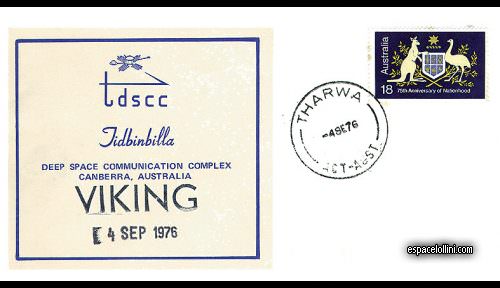 tdscc
Tidbinbilla
DEEP SPACE COMMUNICATION COMPLEX
CANBERRA, AUSTRALIA
VIKING
4 SEP 1976
Australia
18
75th Anniversary of Nationhood
THARWA
-4SE76
ACT-AUST
espacelollini.com